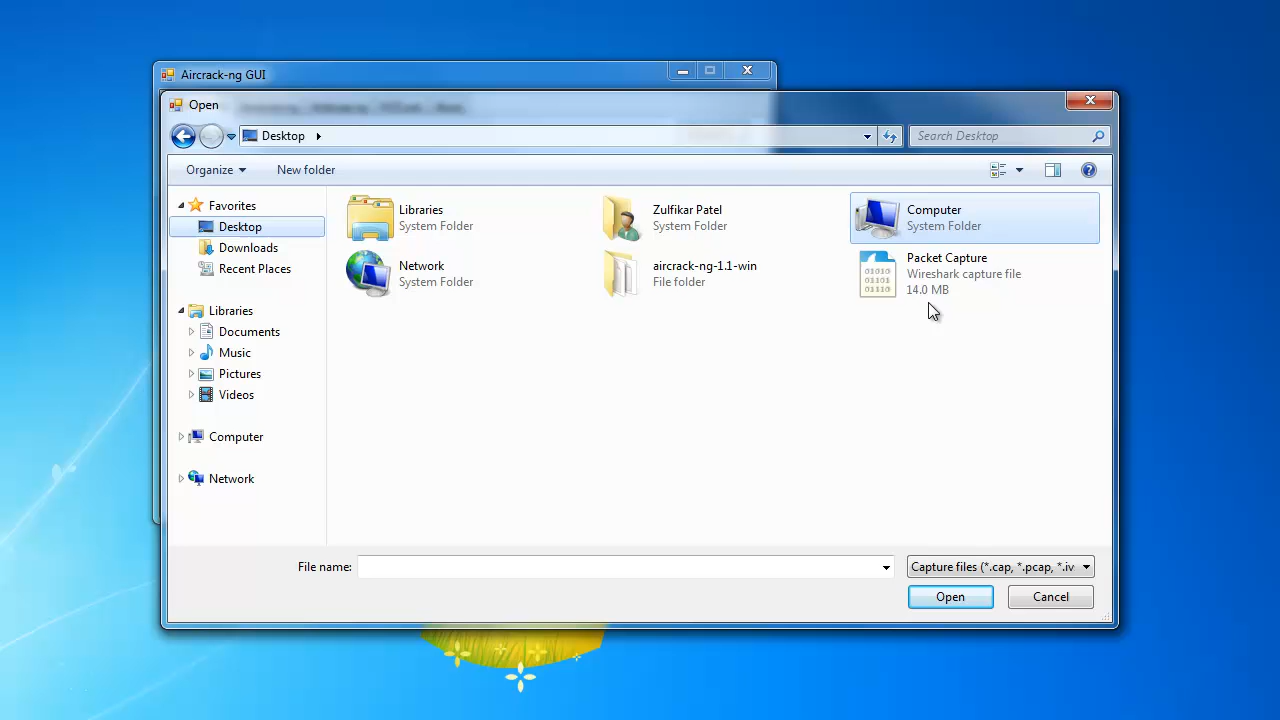 Aircrack-ng GUI
Open
Desktop
Search Desktop
Organize
New folder
Favorites
Desktop
Downloads
Recent Places
Libraries
Documents
Music
Pictures
Videos
Computer
Network
Libraries
System Folder
Zulfikar Patel
System Folder
Computer
System Folder
Network
System Folder
aircrack-ng-1.1-win
File folder
Packet Capture
Wireshark capture file
14.0 MB
File name:
Capture files (*.cap, *.pcap, *.iv
Open
Cancel